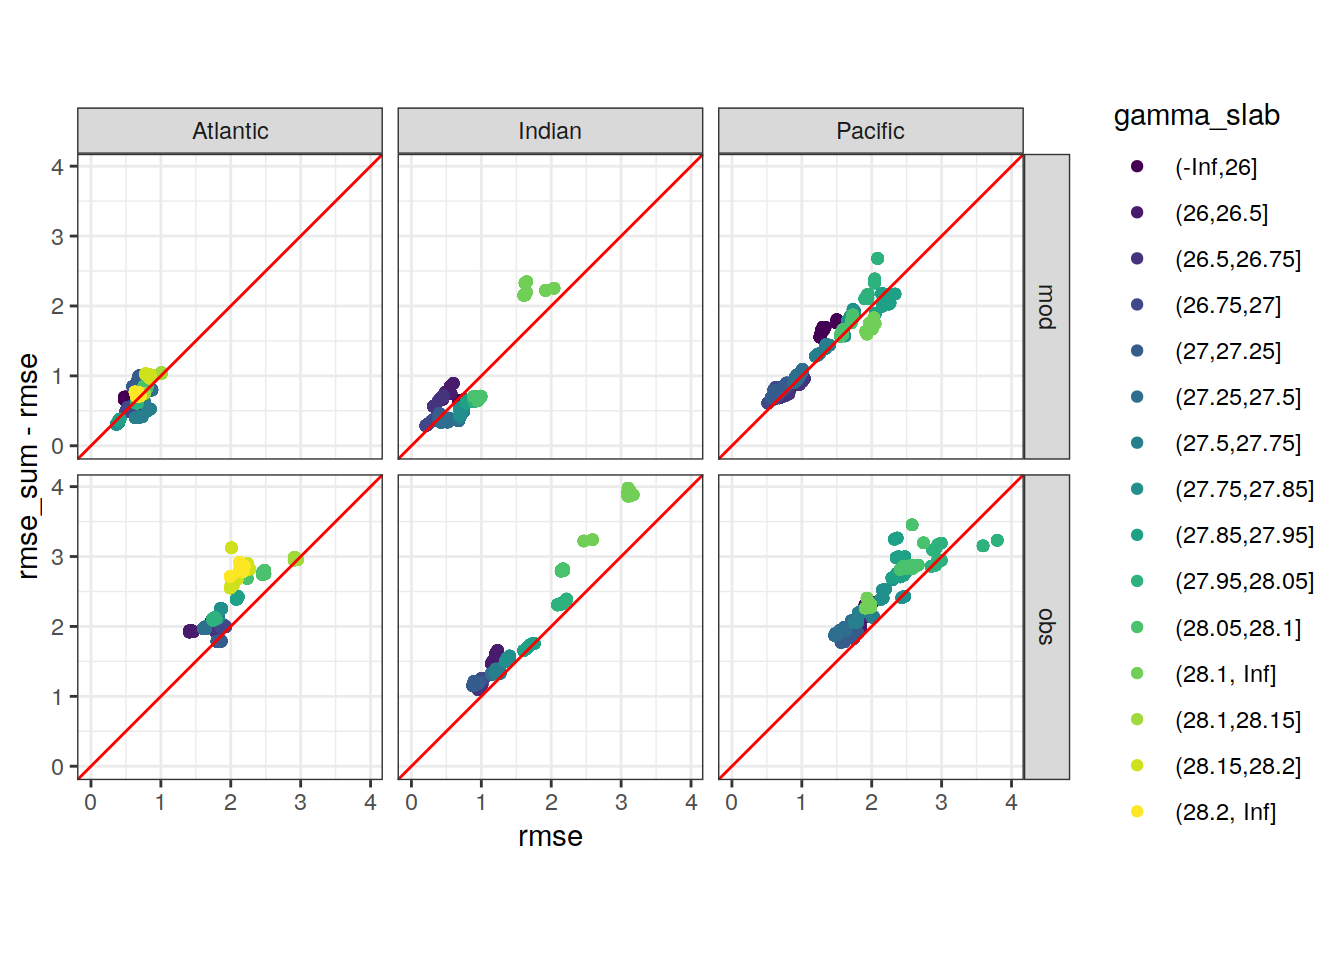 Atlantic Indian Pacific
gamma_slab
rmse_sum - rmse
4
3
2
1
0
mod
4
3
2
1
0
obs
0 1 2 3 4 0 1 2 3 4 0 1 2 3 4
rmse
(-Inf,26]
(26,26.5]
(26.5,26.75]
(26.75,27]
(27,27.25]
(27.25,27.5]
(27.5,27.75]
(27.75,27.85]
(27.85,27.95]
(27.95,28.05]
(28.05,28.1]
(28.1, Inf]
(28.1,28.15]
(28.15,28.2]
(28.2, Inf]